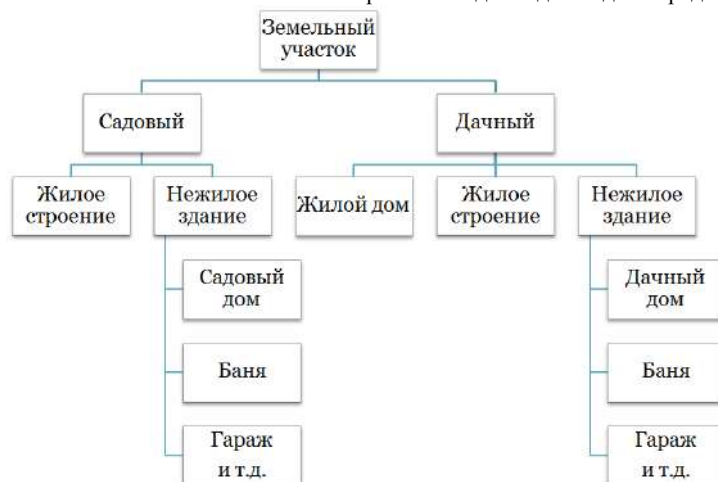 Земельный
участок
Садовый
Дачный
Жилое
строение
Нежилое
здание
Жилой дом
Жилое
строение
Нежилое
здание
Садовый
дом
Дачный
дом
Баня
Баня
Гараж
и т.д.
Гараж
и т.д.